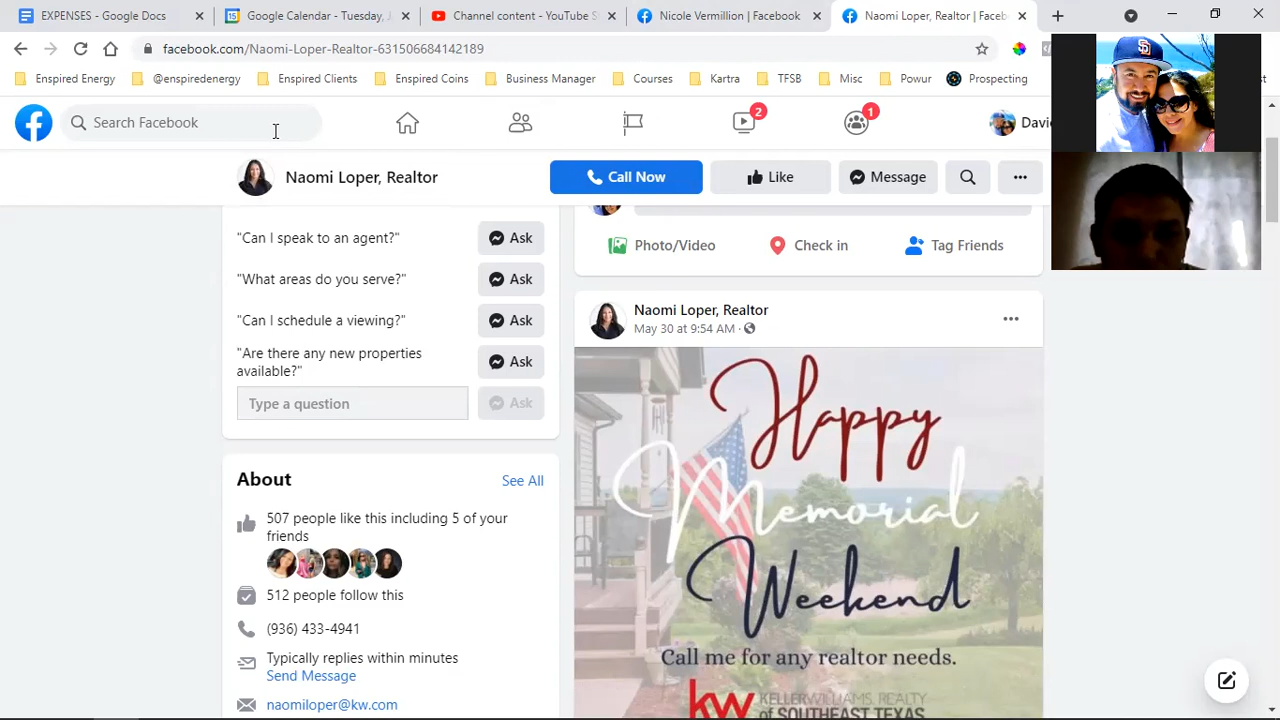 EXPENSES - Google Docs
Google Calendar - Tuesday, J
Channel content - YouTube S
Nicole Vermillion | Facebook
Naomi Loper, Realtor | Faceb
facebook.com/Naomi-Loper-Realtor-
Enspired Energy
@enspiredenergy
Enspired Clients
Business Manager
Courses
Kartra
TFSB
Misc
Powur
Prospecting
Search Facebook
2
1
Naomi Loper, Realtor
Call Now
Like
Message
"Can I speak to an agent?"
Ask
"What areas do you serve?"
Ask
"Can I schedule a viewing?"
Ask
"Are there any new properties
available?"
Ask
Type a question
Ask
About
See All
507 people like this including 5 of your
friends
512 people follow this
(936) 433-4941
Typically replies within minutes
Send Message
naomiloper@kw.com
Photo/Video
Check in
Tag Friends
Naomi Loper, Realtor
May 30 at 9:54 AM ·
Happy
Memorial
Weekend
Call me for any realtor needs.
kw KELLERWILLIAMS. REALTY
of SOUTHEAST TEXAS